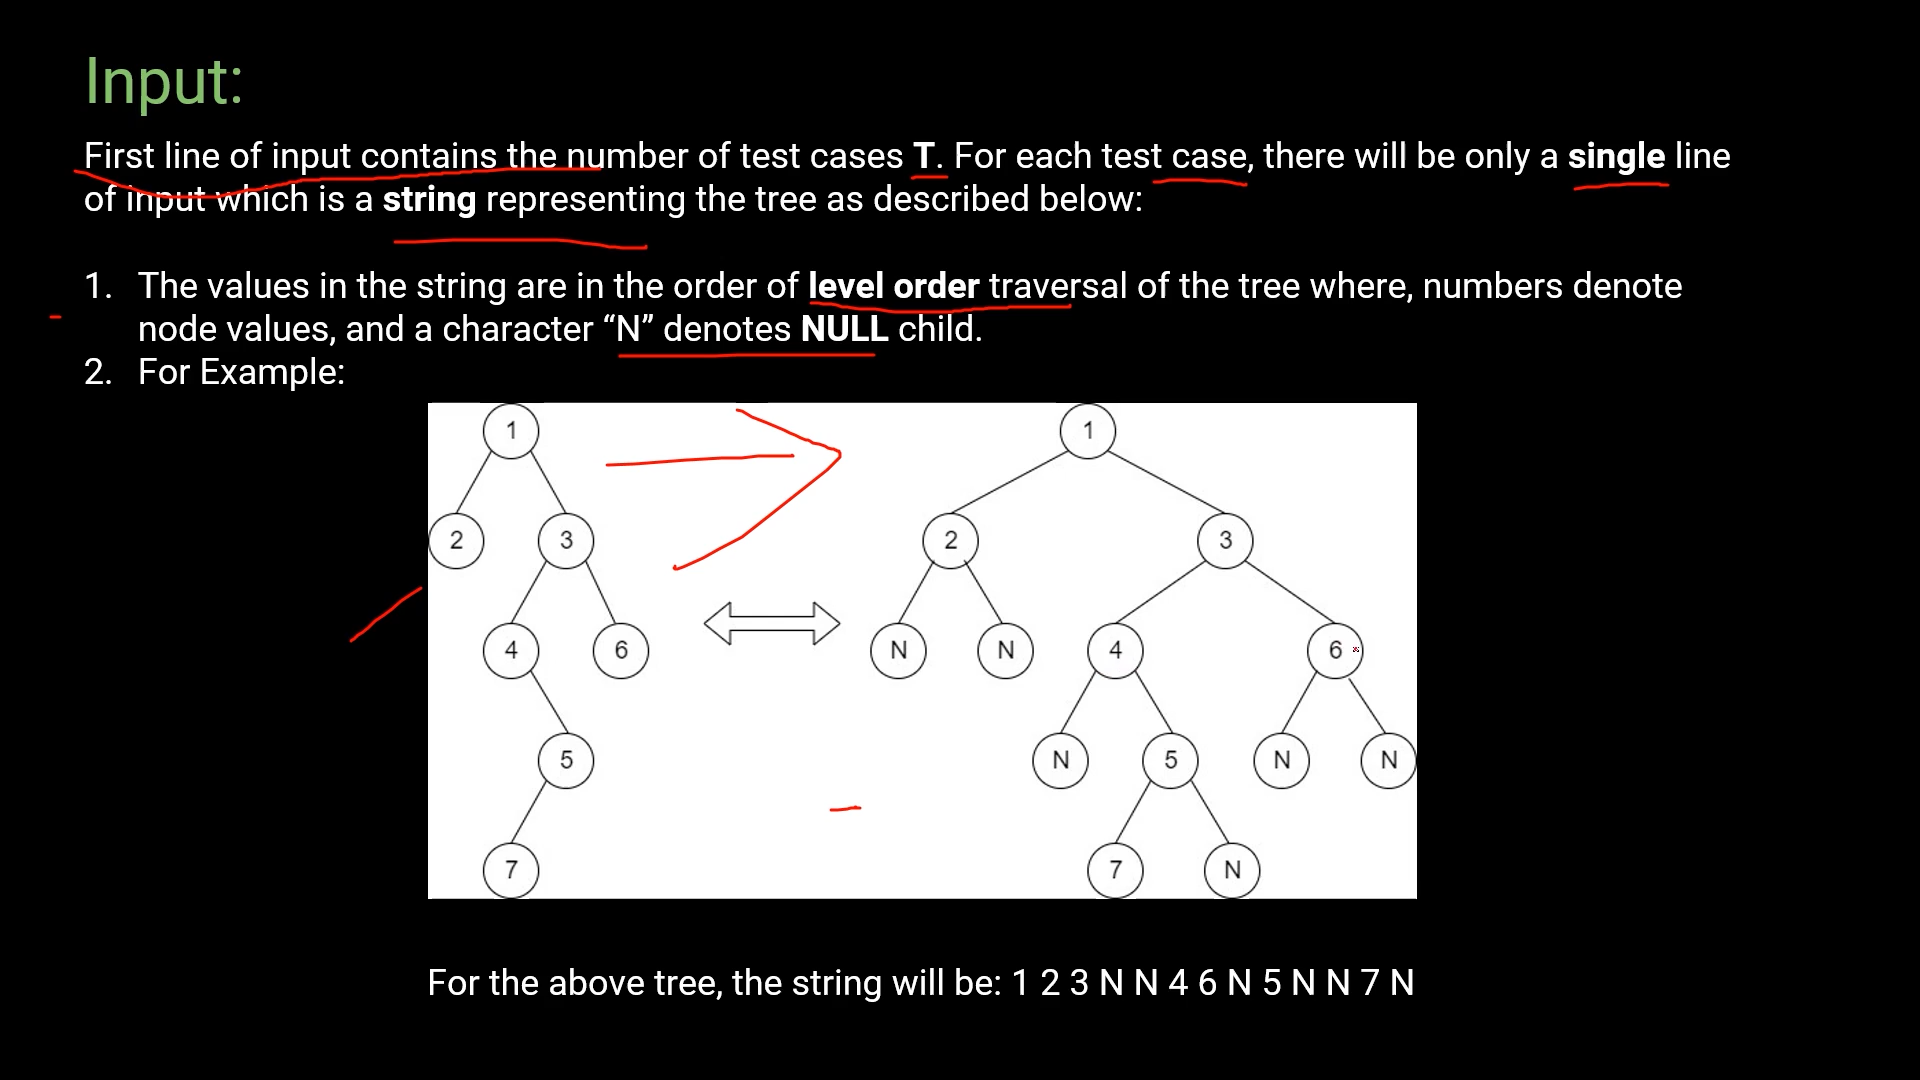 Input:
First line of input contains the number of test cases T. For each test case, there will be only a single line
of input which is a string representing the tree as described below:
1. The values in the string are in the order of level order traversal of the tree where, numbers denote
node values, and a character “N” denotes NULL child.
2. For Example:
1 1
2 3 2 3
4 6 N N 4 6
5 N 5 N N
7 7 N
For the above tree, the string will be: 1 2 3 N N 4 6 N 5 N N 7 N